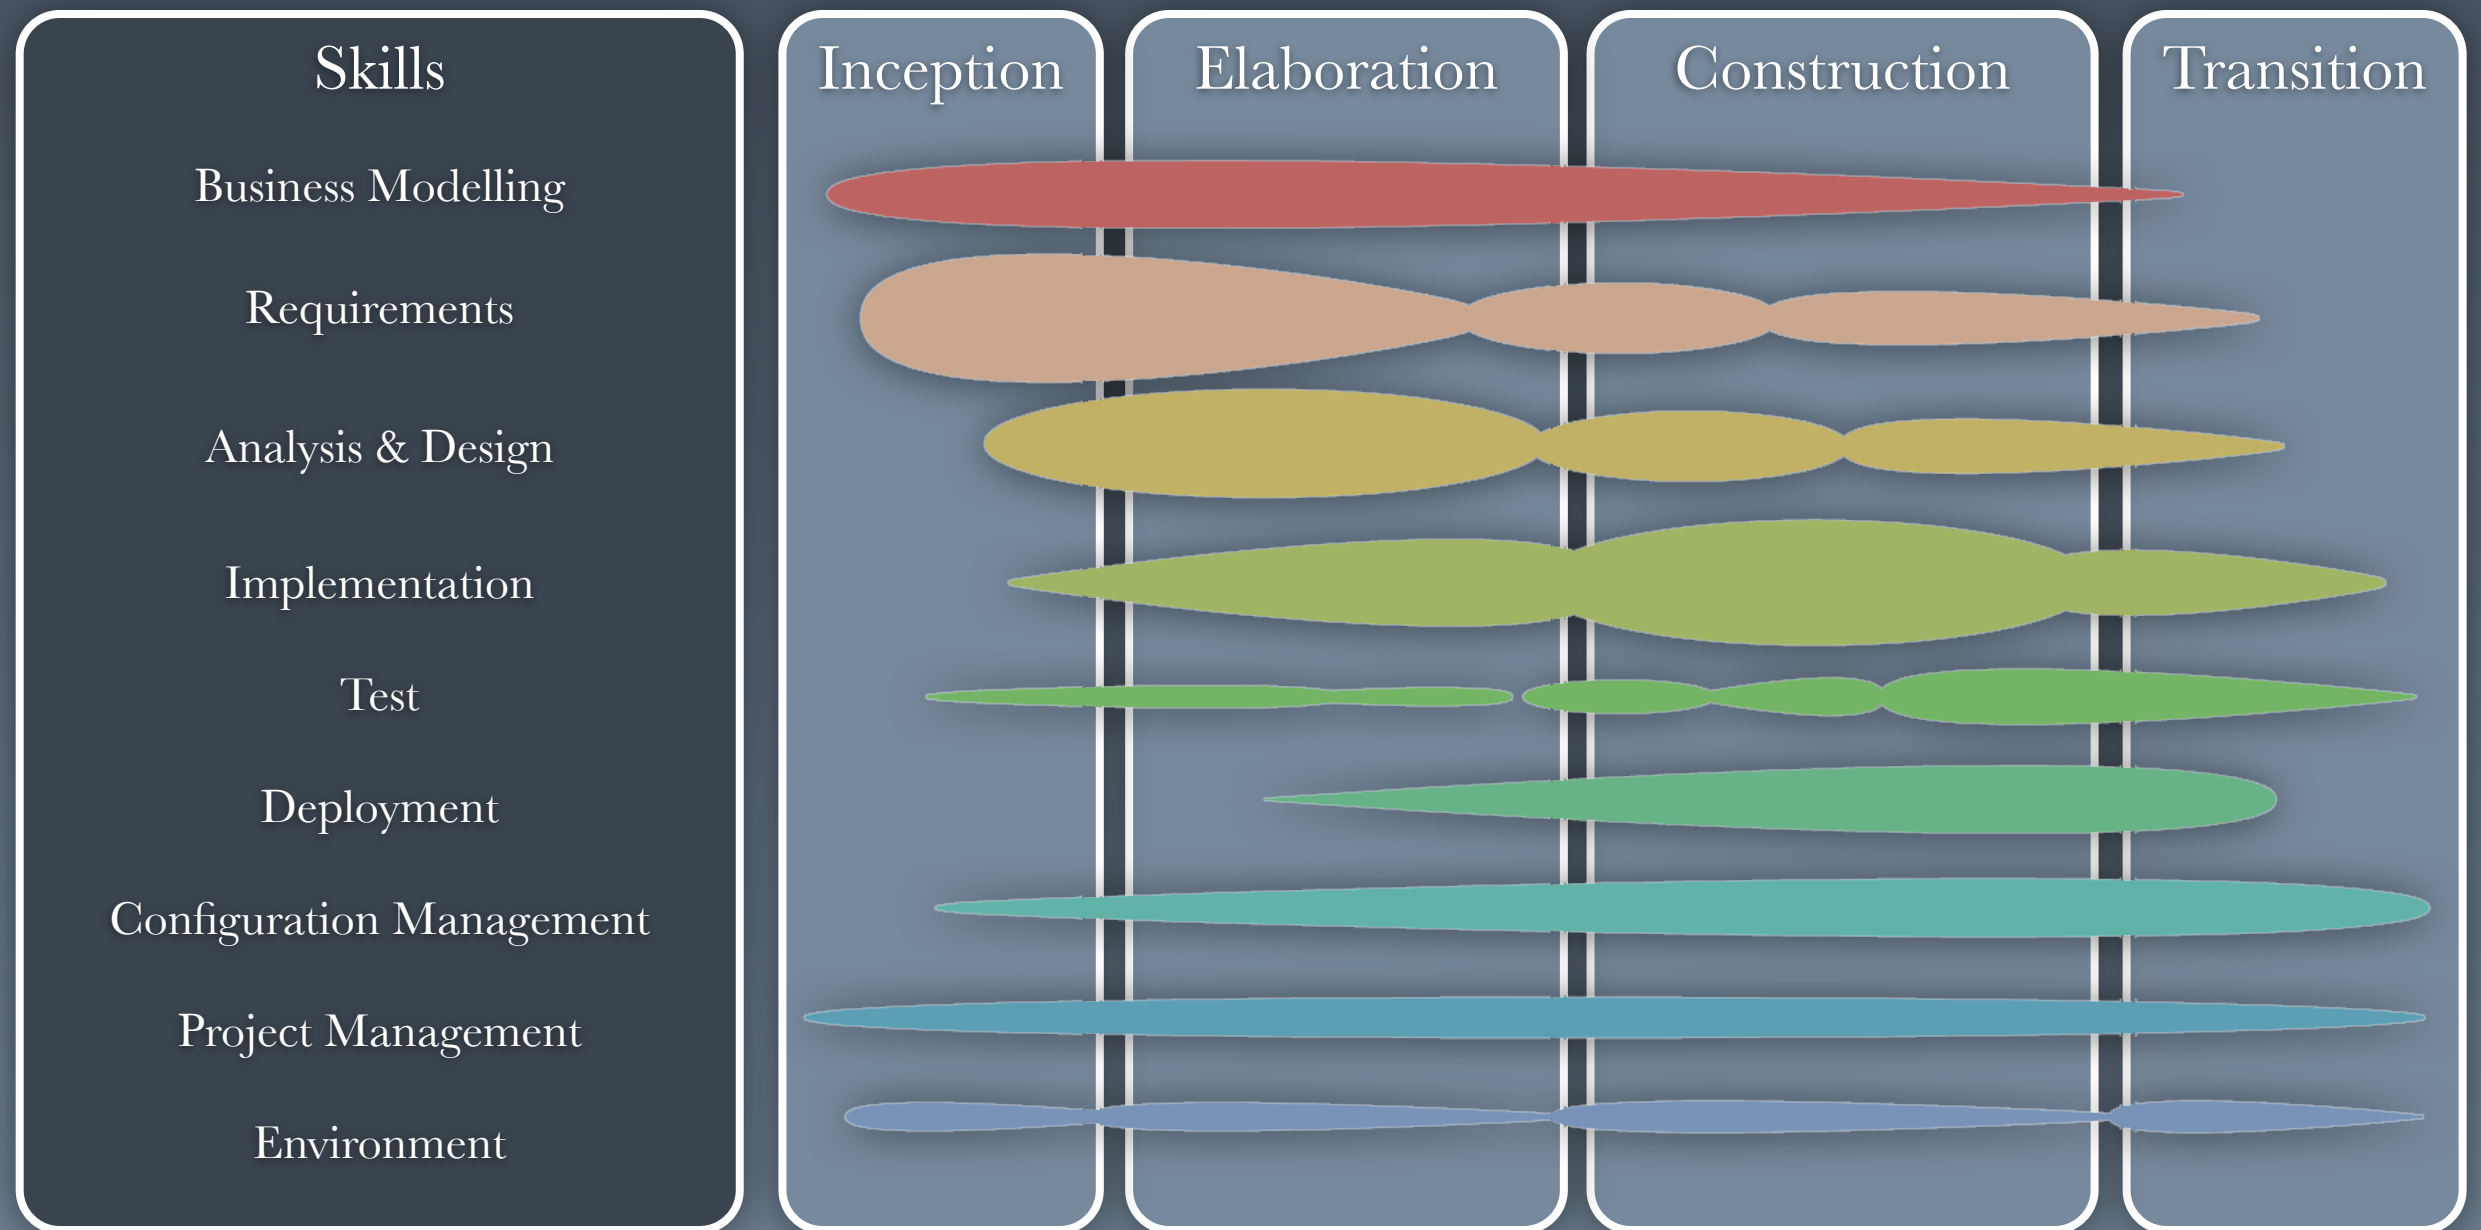 Skills
Inception
Elaboration
Construction
Transition
Business Modelling
Requirements
Analysis & Design
Implementation
Test
Deployment
Configuration Management
Project Management
Environment